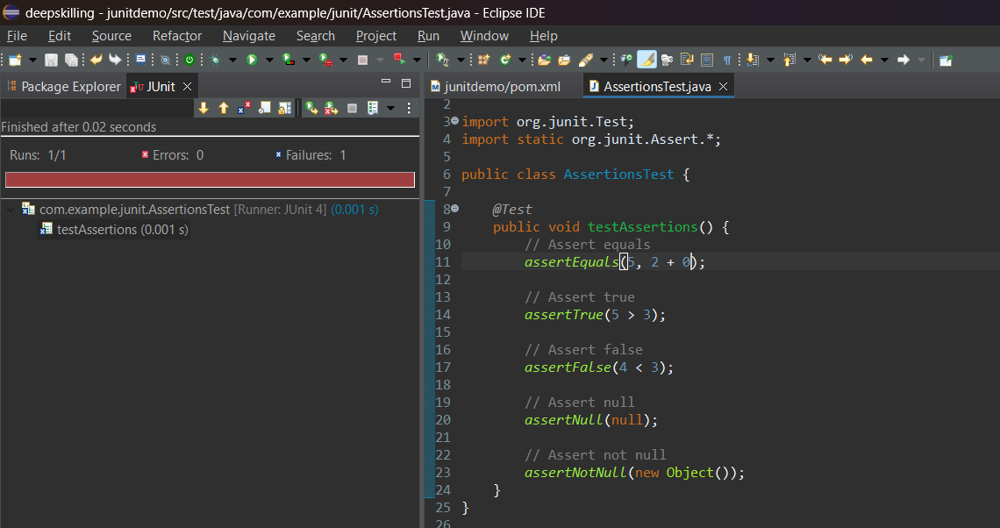 deepskilling - junitdemo/src/test/java/com/example/junit/AssertionsTest.java - Eclipse IDE
File Edit Source Refactor Navigate Search Project Run Window Help
Package Explorer JUnit
junitdemo/pom.xml AssertionsTest.java
Finished after 0.02 seconds
Runs: 1/1 Errors: 0 Failures: 1
com.example.junit.AssertionsTest [Runner: JUnit 4] (0.001 s)
testAssertions (0.001 s)
2
3 import org.junit.Test;
4 import static org.junit.Assert.*;
5
6 public class AssertionsTest {
7
8 @Test
9 public void testAssertions() {
10 // Assert equals
11 assertEquals(5, 2 + 0);
12
13 // Assert true
14 assertTrue(5 > 3);
15
16 // Assert false
17 assertFalse(4 < 3);
18
19 // Assert null
20 assertNull(null);
21
22 // Assert not null
23 assertNotNull(new Object());
24 }
25 }
26